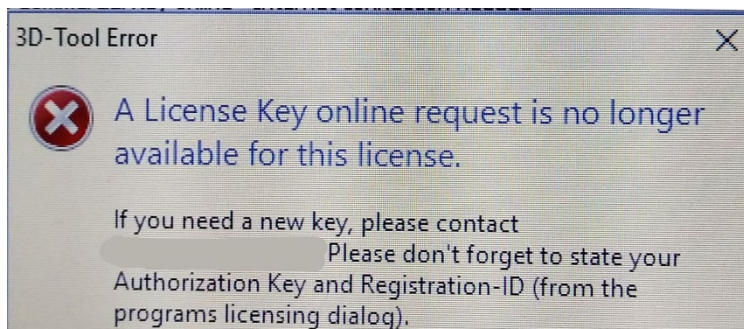 3D-Tool Error
A License Key online request is no longer
available for this license.
If you need a new key, please contact
Please don't forget to state your
Authorization Key and Registration-ID (from the
programs licensing dialog).